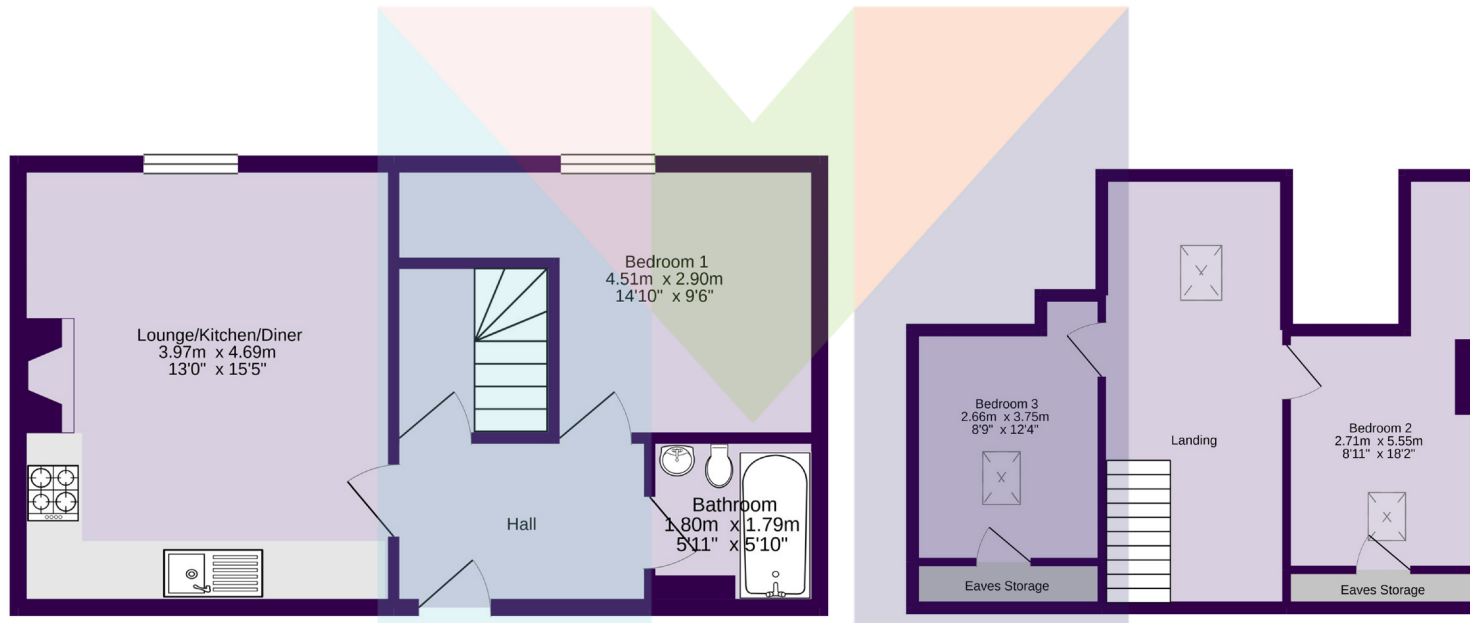 Lounge/Kitchen/Diner
3.97m x 4.69m
13'0" x 15'5"
Bedroom 1
4.51m x 2.90m
14'10" x 9'6"
Hall
Bathroom
1.80m x 1.79m
5'11" x 5'10"
Bedroom 3
2.66m x 3.75m
8'9" x 12'4"
Eaves Storage
Landing
Bedroom 2
2.71m x 5.55m
8'11" x 18'2"
Eaves Storage